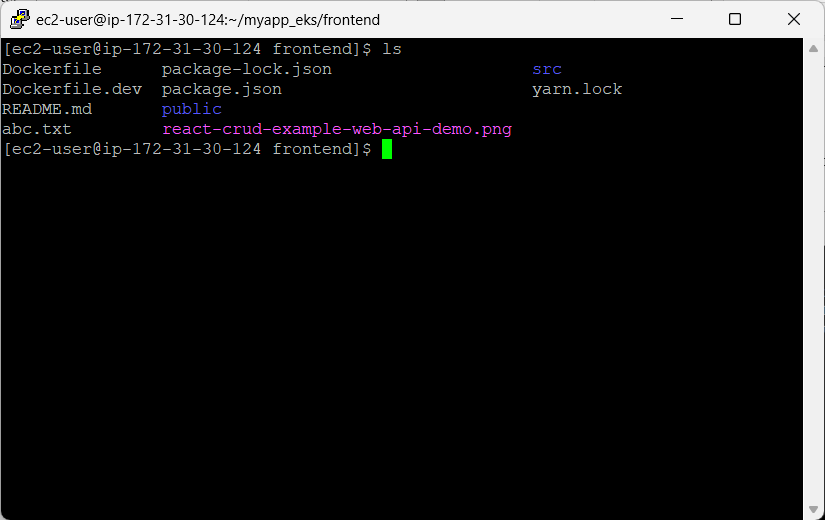 ec2-user@ip-172-31-30-124:~/myapp_eks/frontend
[ec2-user@ip-172-31-30-124 frontend]$ ls
Dockerfile      package-lock.json                    src
Dockerfile.dev  package.json                         yarn.lock
README.md       public
abc.txt         react-crud-example-web-api-demo.png
[ec2-user@ip-172-31-30-124 frontend]$